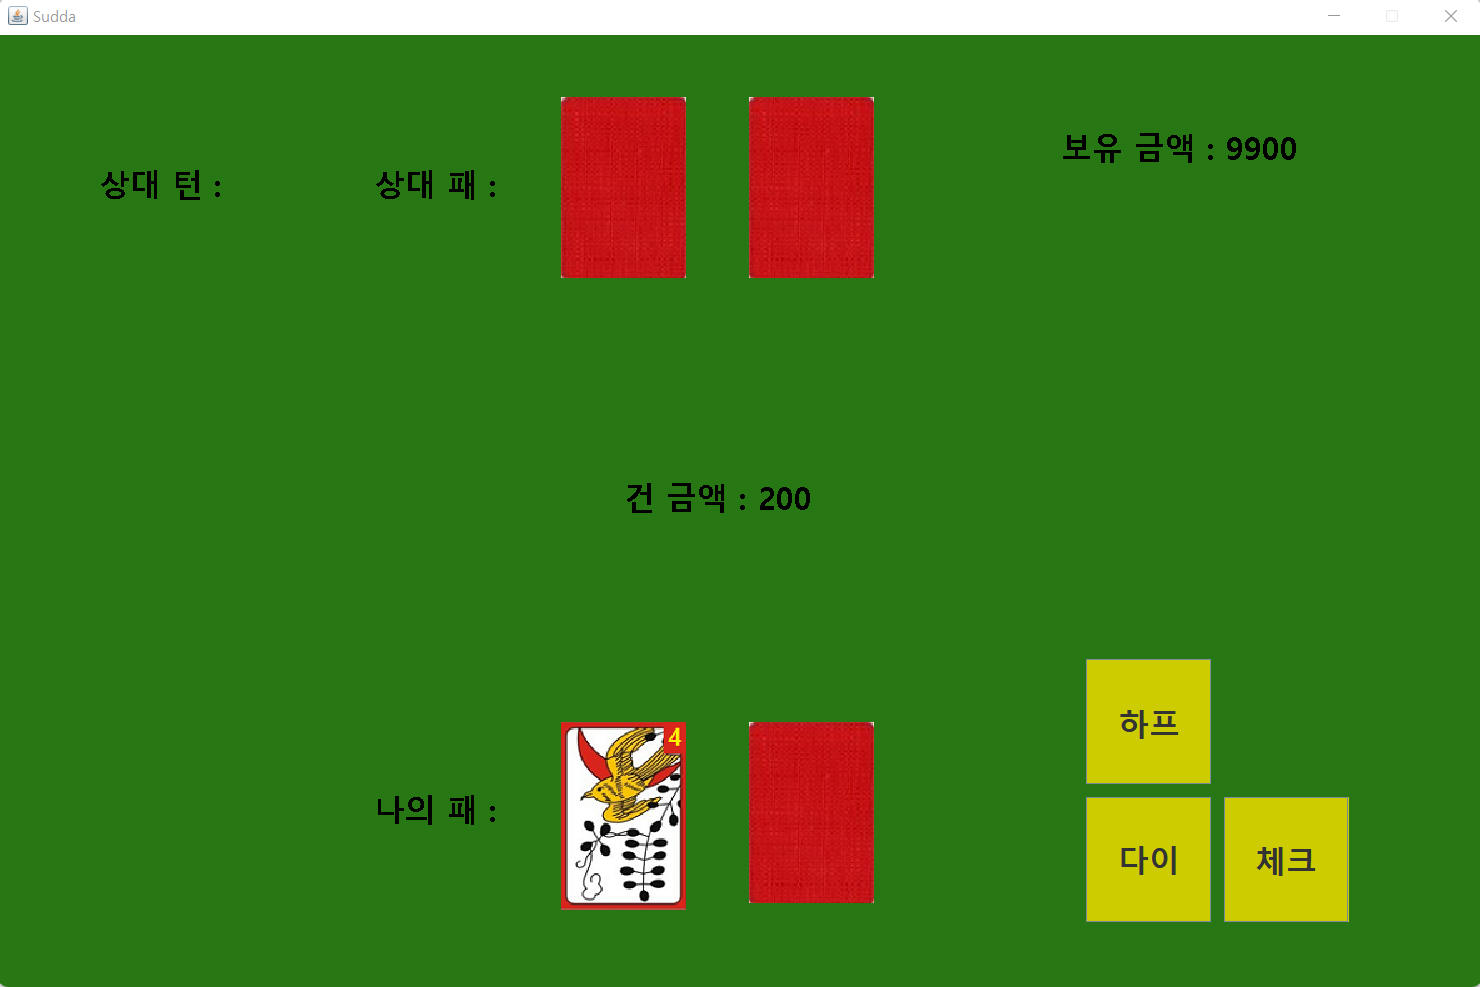 Sudda
보유 금액 : 9900
상대 턴 :
상대 패 :
건 금액 : 200
하프
4
나의 패 :
다이
체크